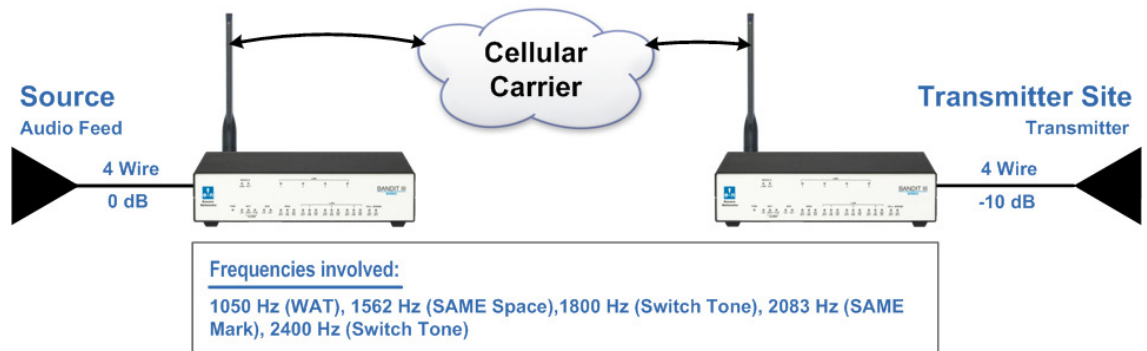 Cellular
Carrier
Source
Audio Feed
4 Wire
0 dB
BANDIT III
Transmitter Site
Transmitter
4 Wire
-10 dB
BANDIT III
Frequencies involved:
1050 Hz (WAT), 1562 Hz (SAME Space),1800 Hz (Switch Tone), 2083 Hz (SAME
Mark), 2400 Hz (Switch Tone)